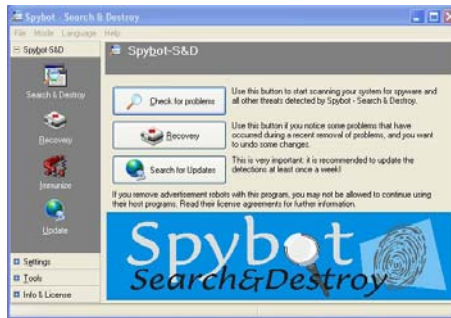 Spybot - Search & Destroy
File Mode Language Help
Spybot-S&D
Search & Destroy
Recovery
Immunize
Update
Settings
Tools
Info & License
Spybot-S&D
Check for problems
Use this button to start scanning your system for spyware and
all other threats detected by Spybot - Search & Destroy.
Recovery
Use this button if you notice some problems that have
occurred during a recent removal of problems, and you want
to undo some changes.
Search for Updates
This is very important: it is recommended to update the
detections at least once a week!
If you remove advertisement robots with this program, you may not be allowed to continue using
their host programs. Read their license agreements for further information.
Spybot
Search&Destroy